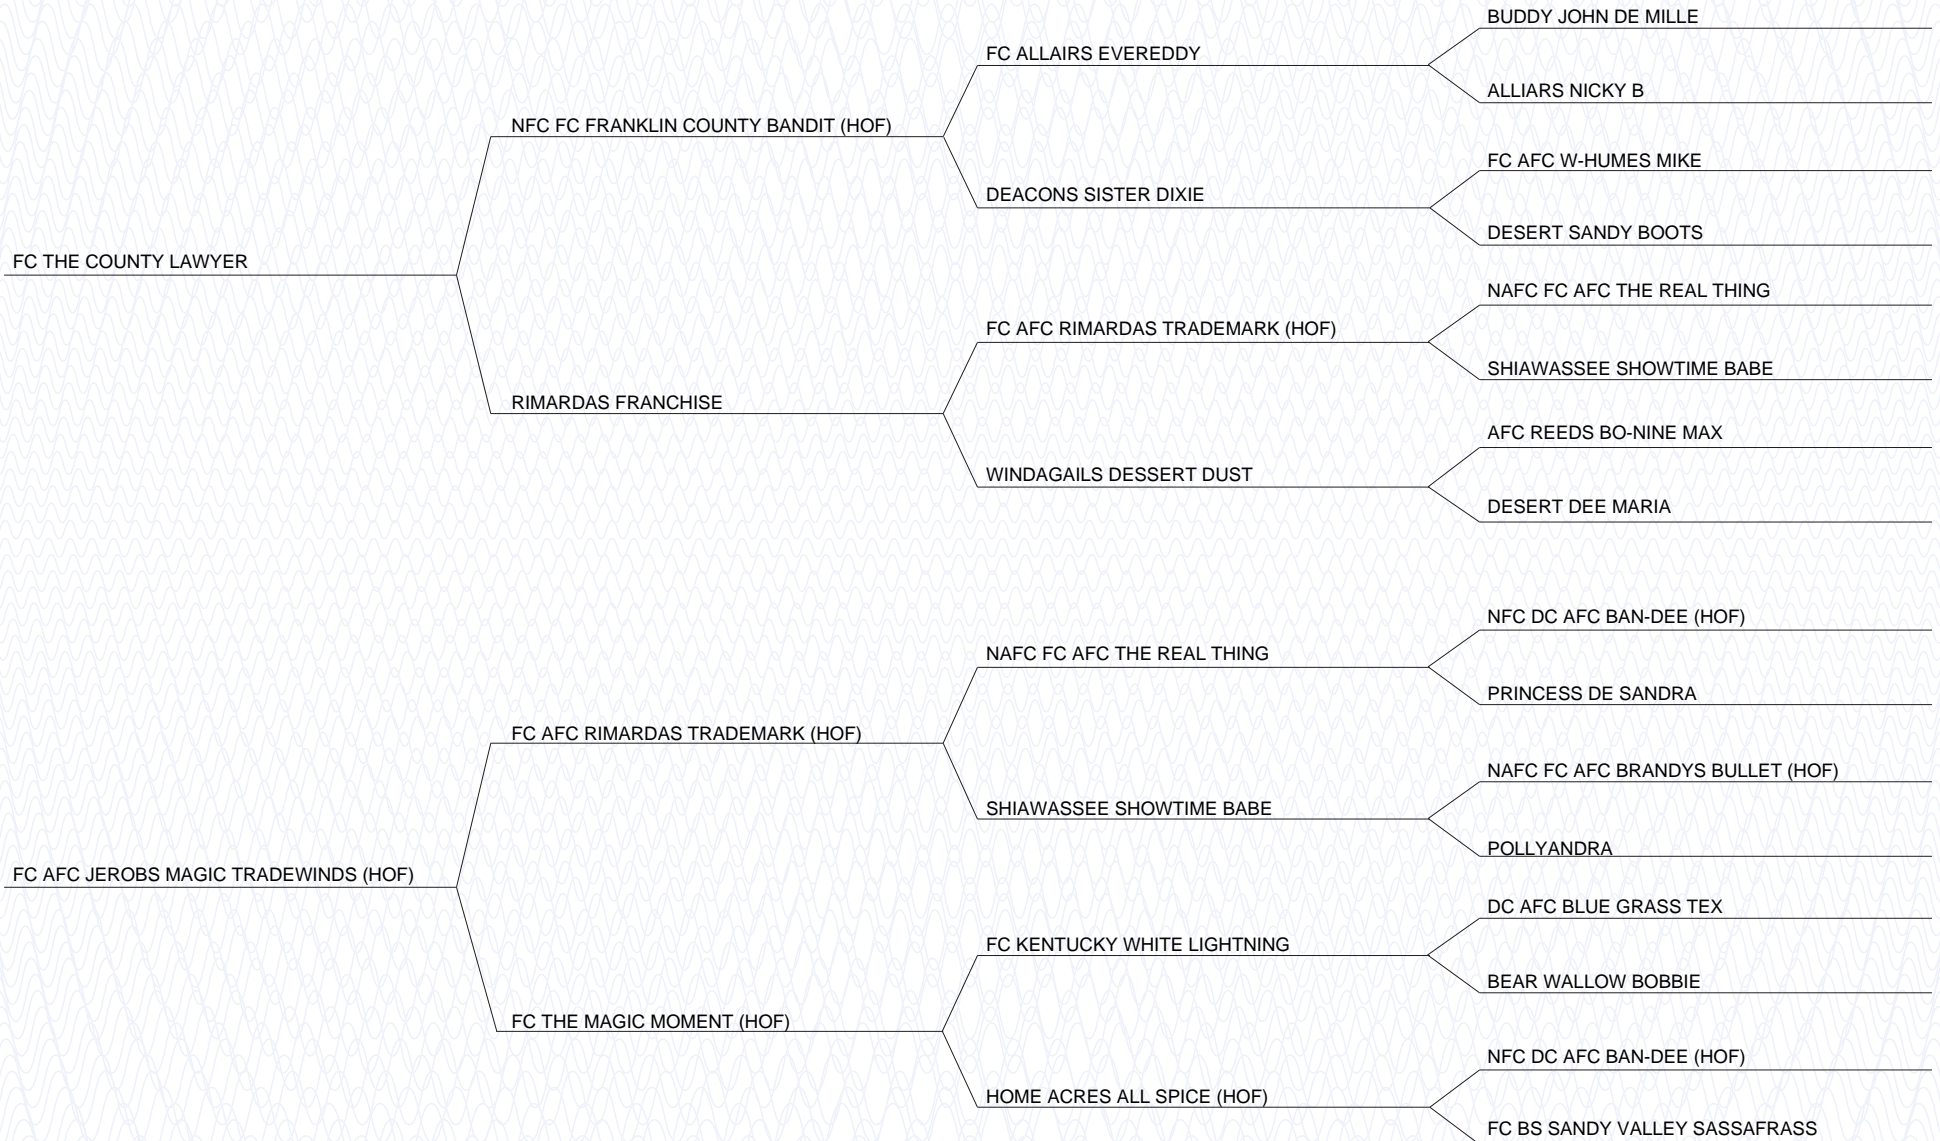 BUDDY JOHN DE MILLE
FC ALLAIRS EVEREDDY
ALLIARS NICKY B
NFC FC FRANKLIN COUNTY BANDIT (HOF)
FC AFC W-HUMES MIKE
DEACONS SISTER DIXIE
DESERT SANDY BOOTS
FC THE COUNTY LAWYER
NAFC FC AFC THE REAL THING
FC AFC RIMARDAS TRADEMARK (HOF)
SHIAWASSEE SHOWTIME BABE
RIMARDAS FRANCHISE
AFC REEDS BO-NINE MAX
WINDAGAILS DESSERT DUST
DESERT DEE MARIA
NFC DC AFC BAN-DEE (HOF)
NAFC FC AFC THE REAL THING
PRINCESS DE SANDRA
FC AFC RIMARDAS TRADEMARK (HOF)
NAFC FC AFC BRANDYS BULLET (HOF)
SHIAWASSEE SHOWTIME BABE
POLLYANDRA
FC AFC JEROBS MAGIC TRADEWINDS (HOF)
DC AFC BLUE GRASS TEX
FC KENTUCKY WHITE LIGHTNING
BEAR WALLOW BOBBIE
FC THE MAGIC MOMENT (HOF)
NFC DC AFC BAN-DEE (HOF)
HOME ACRES ALL SPICE (HOF)
FC BS SANDY VALLEY SASSAFRASS